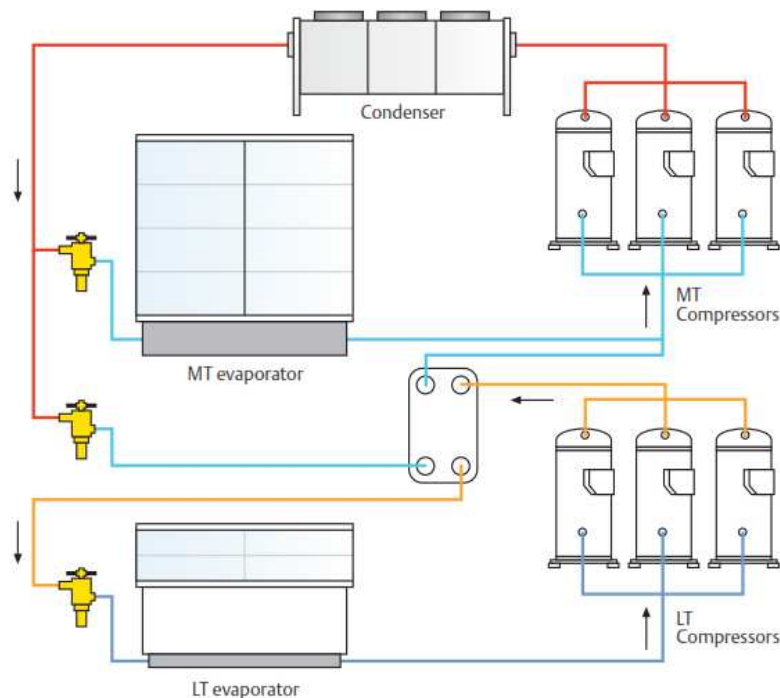 Condenser
MT evaporator
MT
Compressors
LT
Compressors
LT evaporator